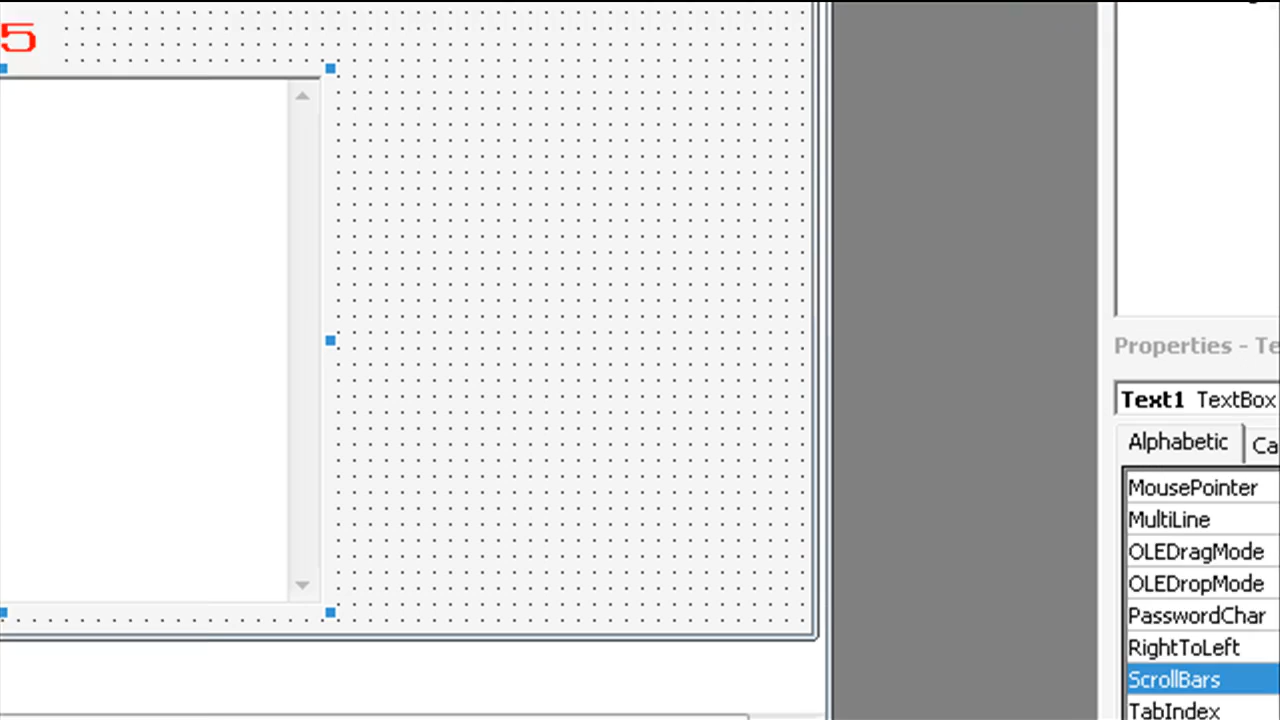 5
Properties - Te
Text1 TextBox
Alphabetic
Ca
MousePointer
MultiLine
OLEDragMode
OLEDropMode
PasswordChar
RightToLeft
ScrollBars
TabIndex